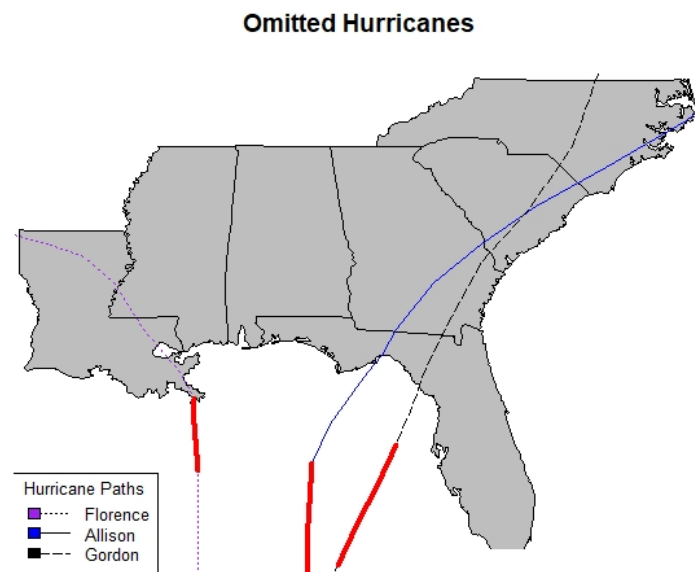 Omitted Hurricanes
Hurricane Paths
Florence
Allison
Gordon